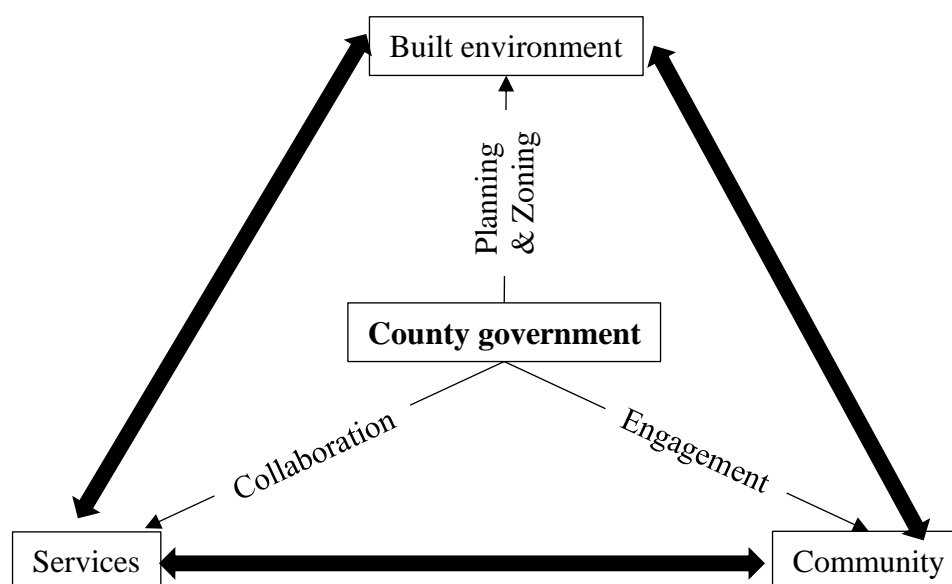 Built environment
Planning
& Zoning
County government
Collaboration
Engagement
Services
Community